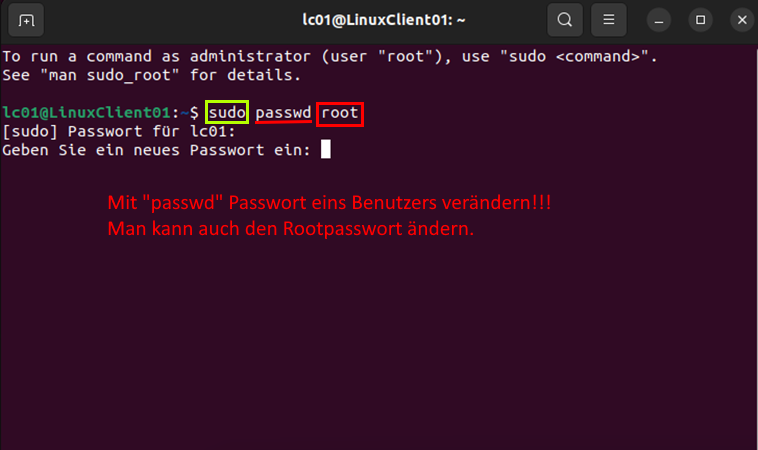 lc01@LinuxClient01: ~
To run a command as administrator (user "root"), use "sudo <command>".
See "man sudo_root" for details.
lc01@LinuxClient01:~$ sudo passwd root
[sudo] Passwort für lc01:
Geben Sie ein neues Passwort ein:
Mit "passwd" Passwort eins Benutzers verändern!!!
Man kann auch den Rootpasswort ändern.